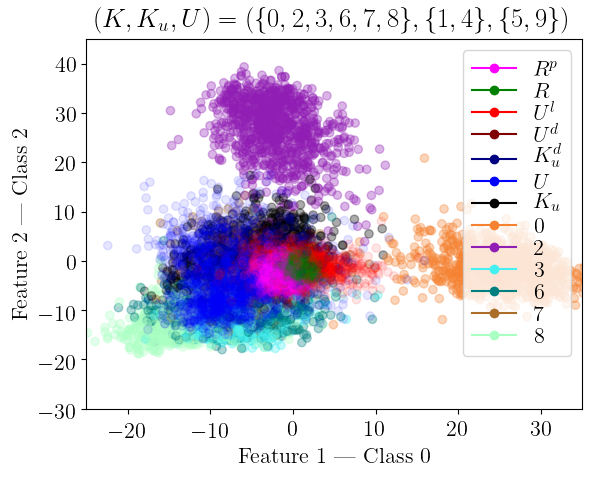 (K, K_u, U) = ({0, 2, 3, 6, 7, 8}, {1, 4}, {5, 9})
40
30
20
10
0
−10
−20
−30
Feature 2 — Class 2
R^p
R
U^l
U^d
K_u^d
U
K_u
0
2
3
6
7
8
−20
−10
0
10
20
30
Feature 1 — Class 0